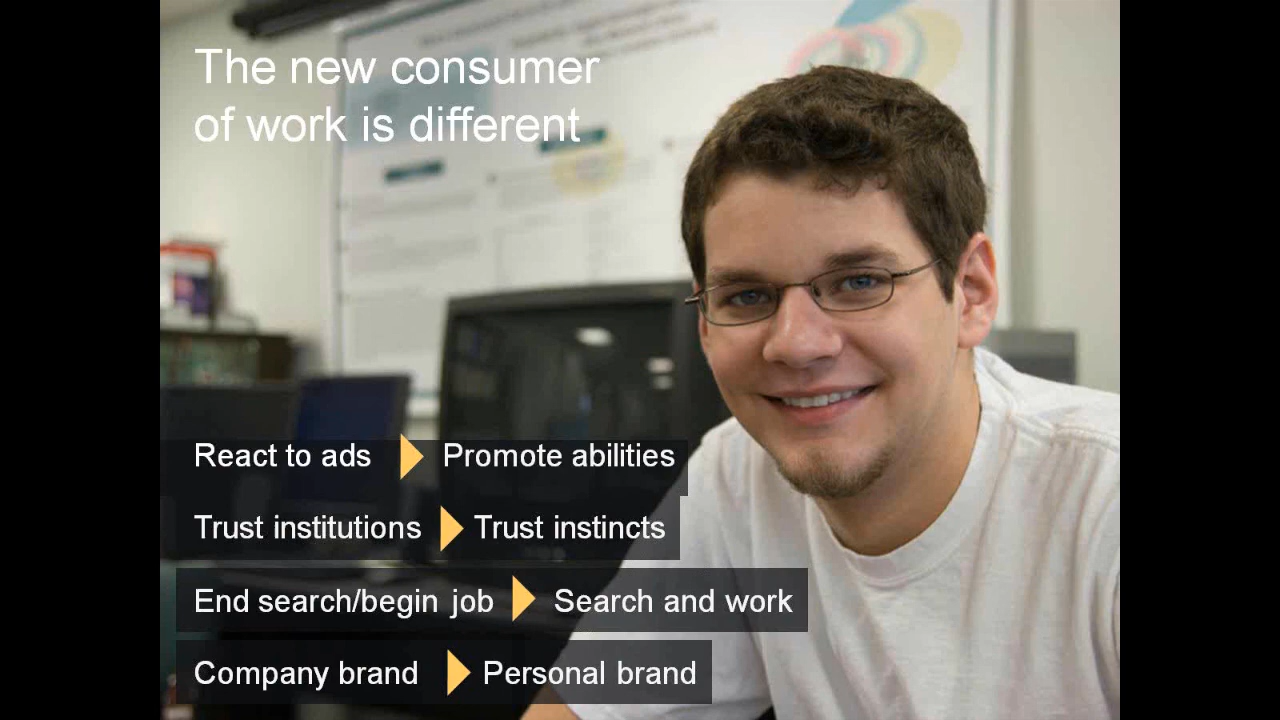 The new consumer
of work is different
React to ads Promote abilities
Trust institutions Trust instincts
End search/begin job Search and work
Company brand Personal brand